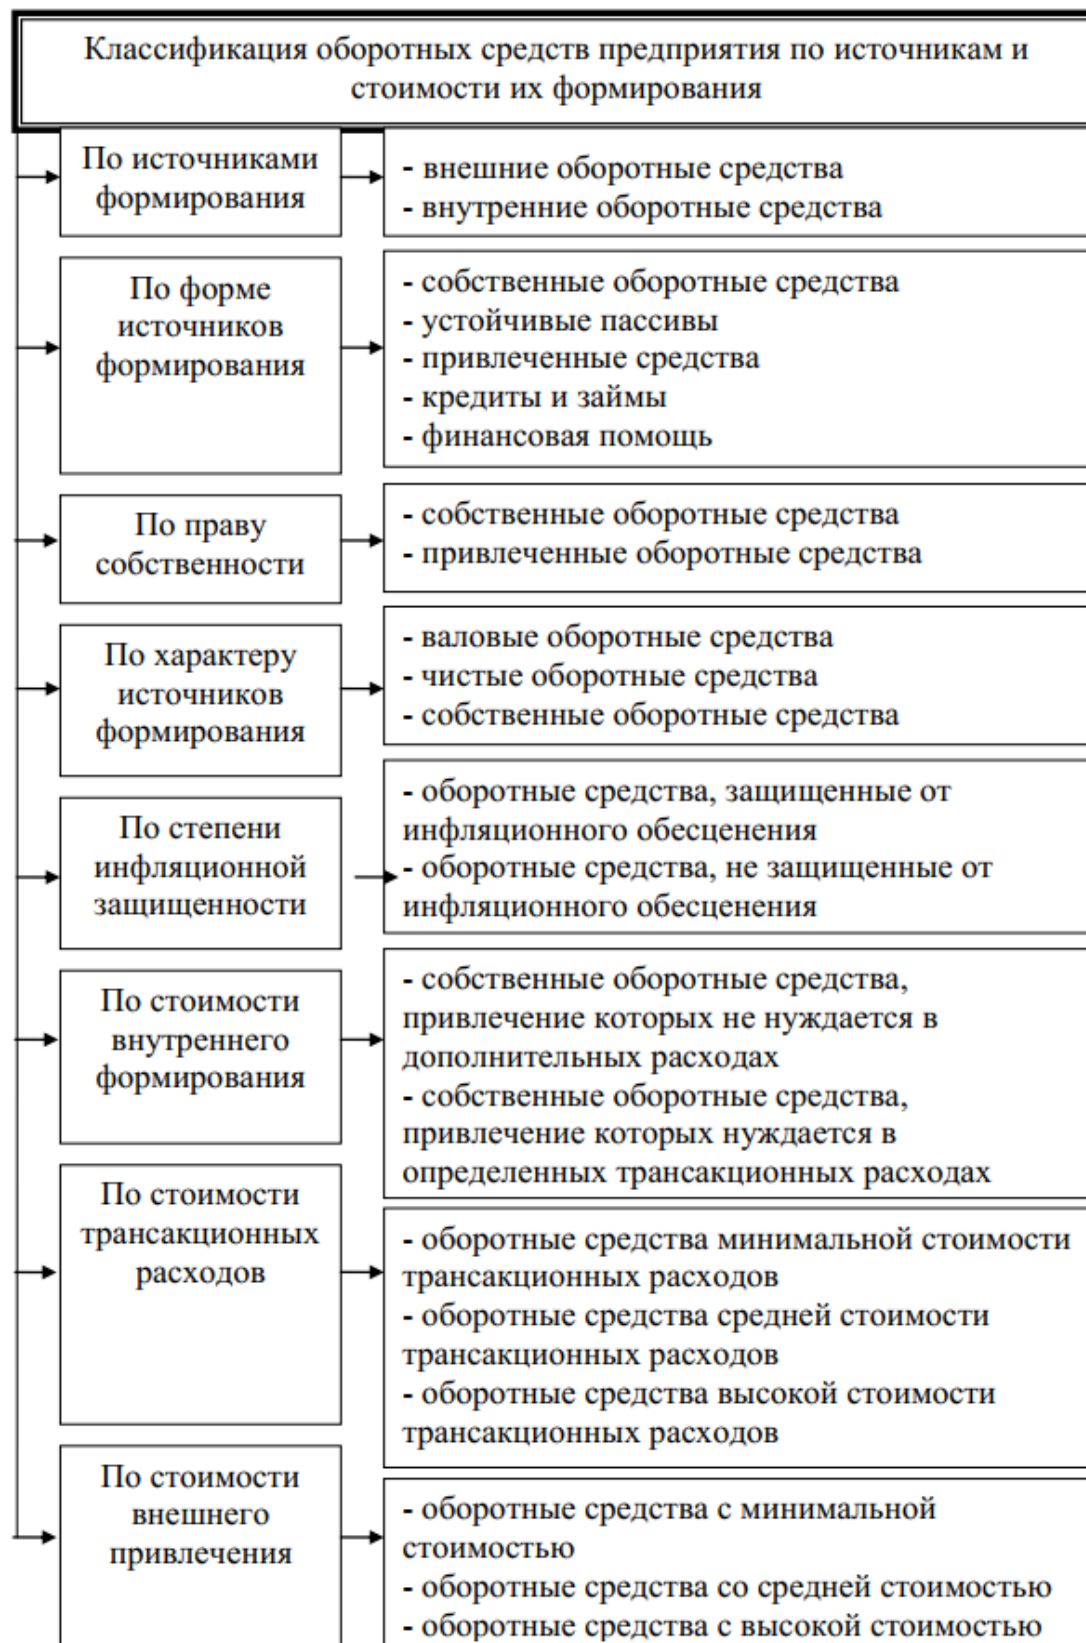 Классификация оборотных средств предприятия по источникам и
стоимости их формирования
По источниками
формирования
- внешние оборотные средства
- внутренние оборотные средства
По форме
источников
формирования
- собственные оборотные средства
- устойчивые пассивы
- привлеченные средства
- кредиты и займы
- финансовая помощь
По праву
собственности
- собственные оборотные средства
- привлеченные оборотные средства
По характеру
источников
формирования
- валовые оборотные средства
- чистые оборотные средства
- собственные оборотные средства
По степени
инфляционной
защищенности
- оборотные средства, защищенные от
инфляционного обесценения
- оборотные средства, не защищенные от
инфляционного обесценения
По стоимости
внутреннего
формирования
- собственные оборотные средства,
привлечение которых не нуждается в
дополнительных расходах
- собственные оборотные средства,
привлечение которых нуждается в
определенных трансакционных расходах
По стоимости
трансакционных
расходов
- оборотные средства минимальной стоимости
трансакционных расходов
- оборотные средства средней стоимости
трансакционных расходов
- оборотные средства высокой стоимости
трансакционных расходов
По стоимости
внешнего
привлечения
- оборотные средства с минимальной
стоимостью
- оборотные средства со средней стоимостью
- оборотные средства с высокой стоимостью